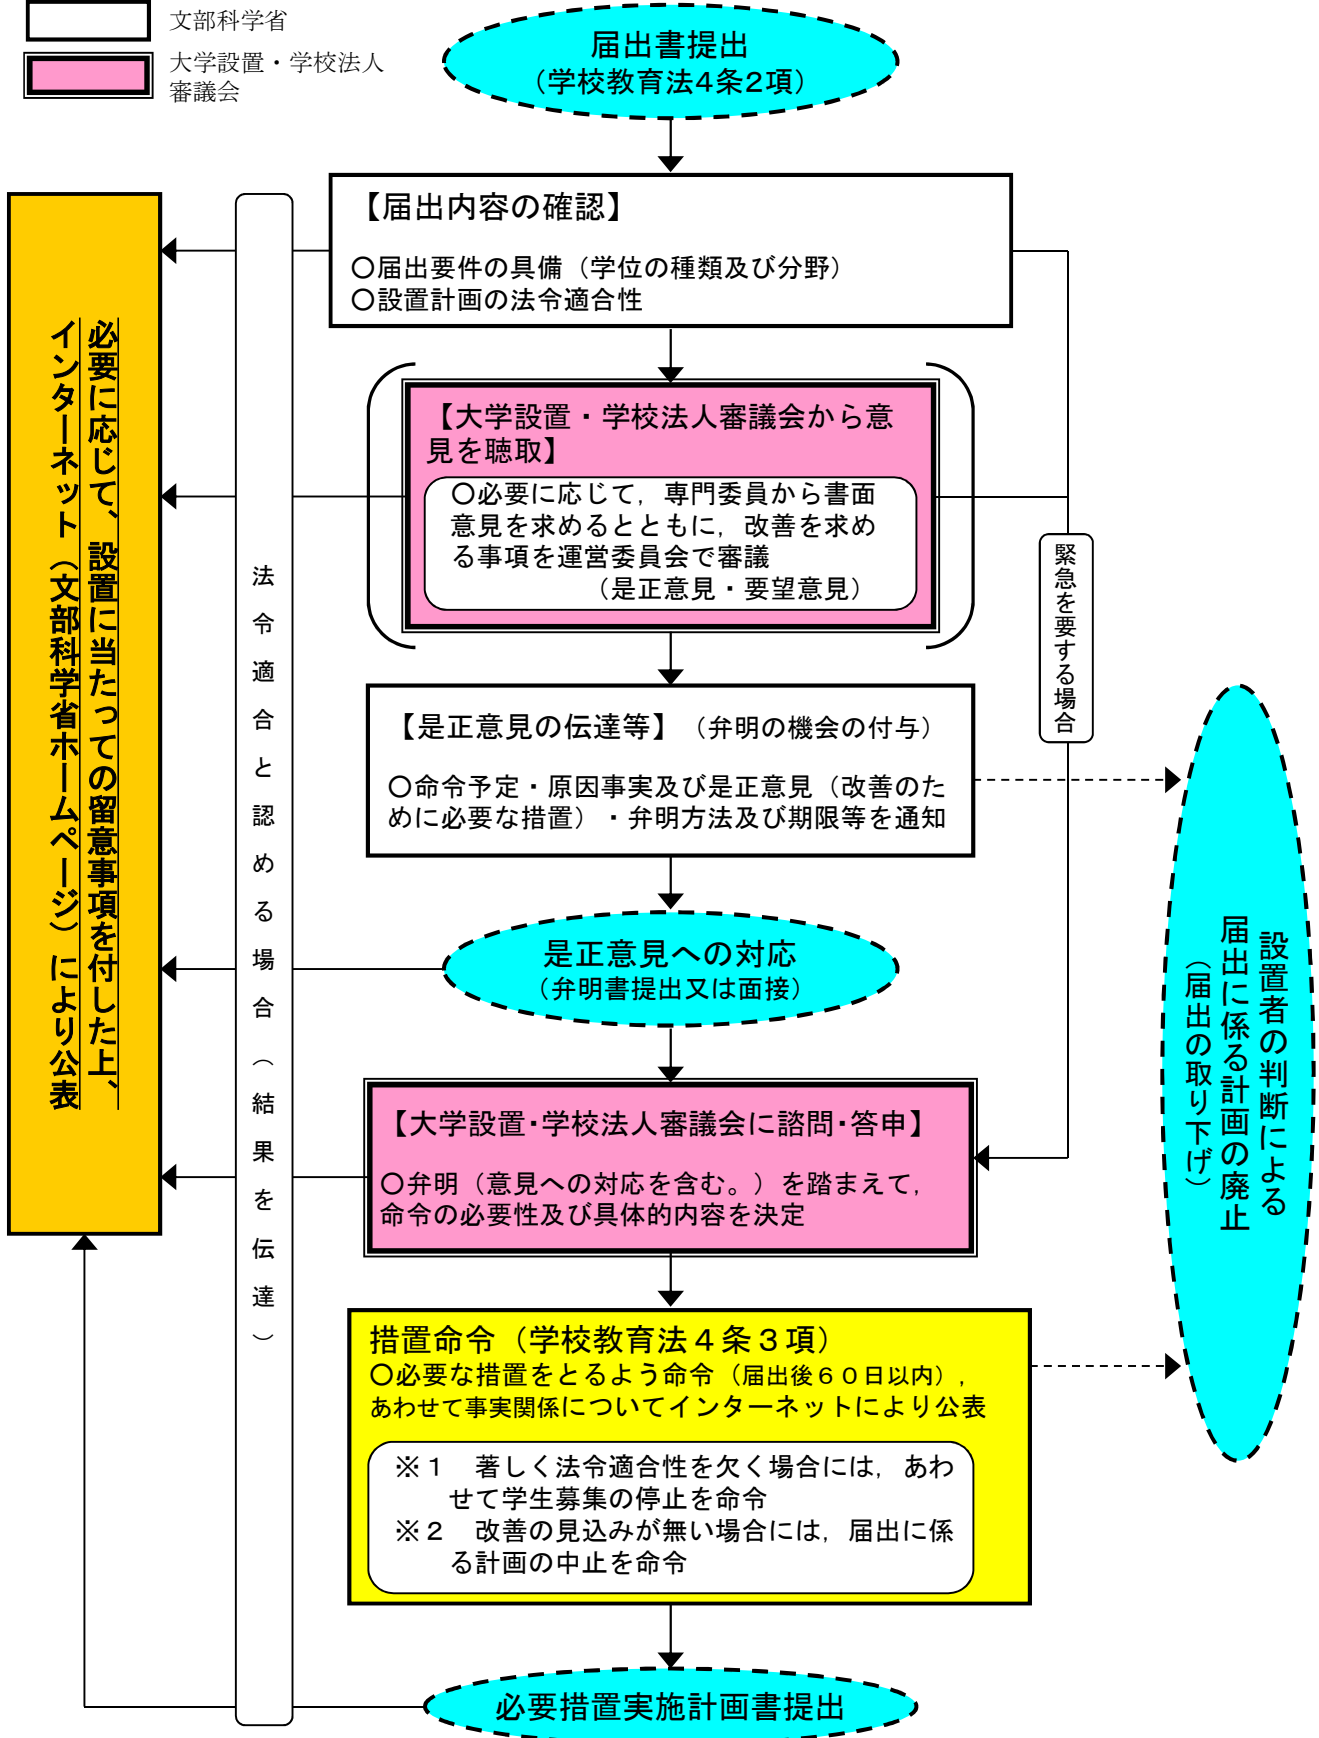 文部科学省
大学設置・学校法人
審議会
届出書提出
（学校教育法4条2項）
【届出内容の確認】
○届出要件の具備（学位の種類及び分野）
○設置計画の法令適合性
【大学設置・学校法人審議会から意
見を聴取】
○必要に応じて，専門委員から書面
意見を求めるとともに，改善を求め
る事項を運営委員会で審議
（是正意見・要望意見）
緊急を要する場合
【是正意見の伝達等】（弁明の機会の付与）
○命令予定・原因事実及び是正意見（改善のた
めに必要な措置）・弁明方法及び期限等を通知
是正意見への対応
（弁明書提出又は面接）
【大学設置・学校法人審議会に諮問・答申】
○弁明（意見への対応を含む。）を踏まえて，
命令の必要性及び具体的内容を決定
措置命令（学校教育法４条３項）
○必要な措置をとるよう命令（届出後６０日以内），
あわせて事実関係についてインターネットにより公表
※１　著しく法令適合性を欠く場合には，あわ
せて学生募集の停止を命令
※２　改善の見込みが無い場合には，届出に係
る計画の中止を命令
必要措置実施計画書提出
設置者の判断による
届出に係る計画の廃止
（届出の取り下げ）
法令適合と認める場合（結果を伝達）
必要に応じて、設置に当たっての留意事項を付した上、
インターネット（文部科学省ホームページ）により公表